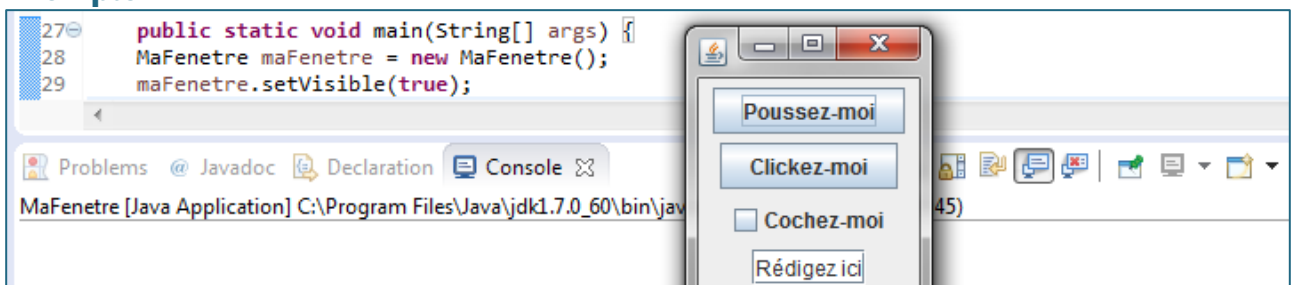 27 public static void main(String[] args) {
28 MaFenetre maFenetre = new MaFenetre();
29 maFenetre.setVisible(true);
Poussez-moi
Clickez-moi
Cochez-moi
Rédigez ici
Problems @ Javadoc Declaration Console
MaFenetre [Java Application] C:\Program Files\Java\jdk1.7.0_60\bin\jav 45)